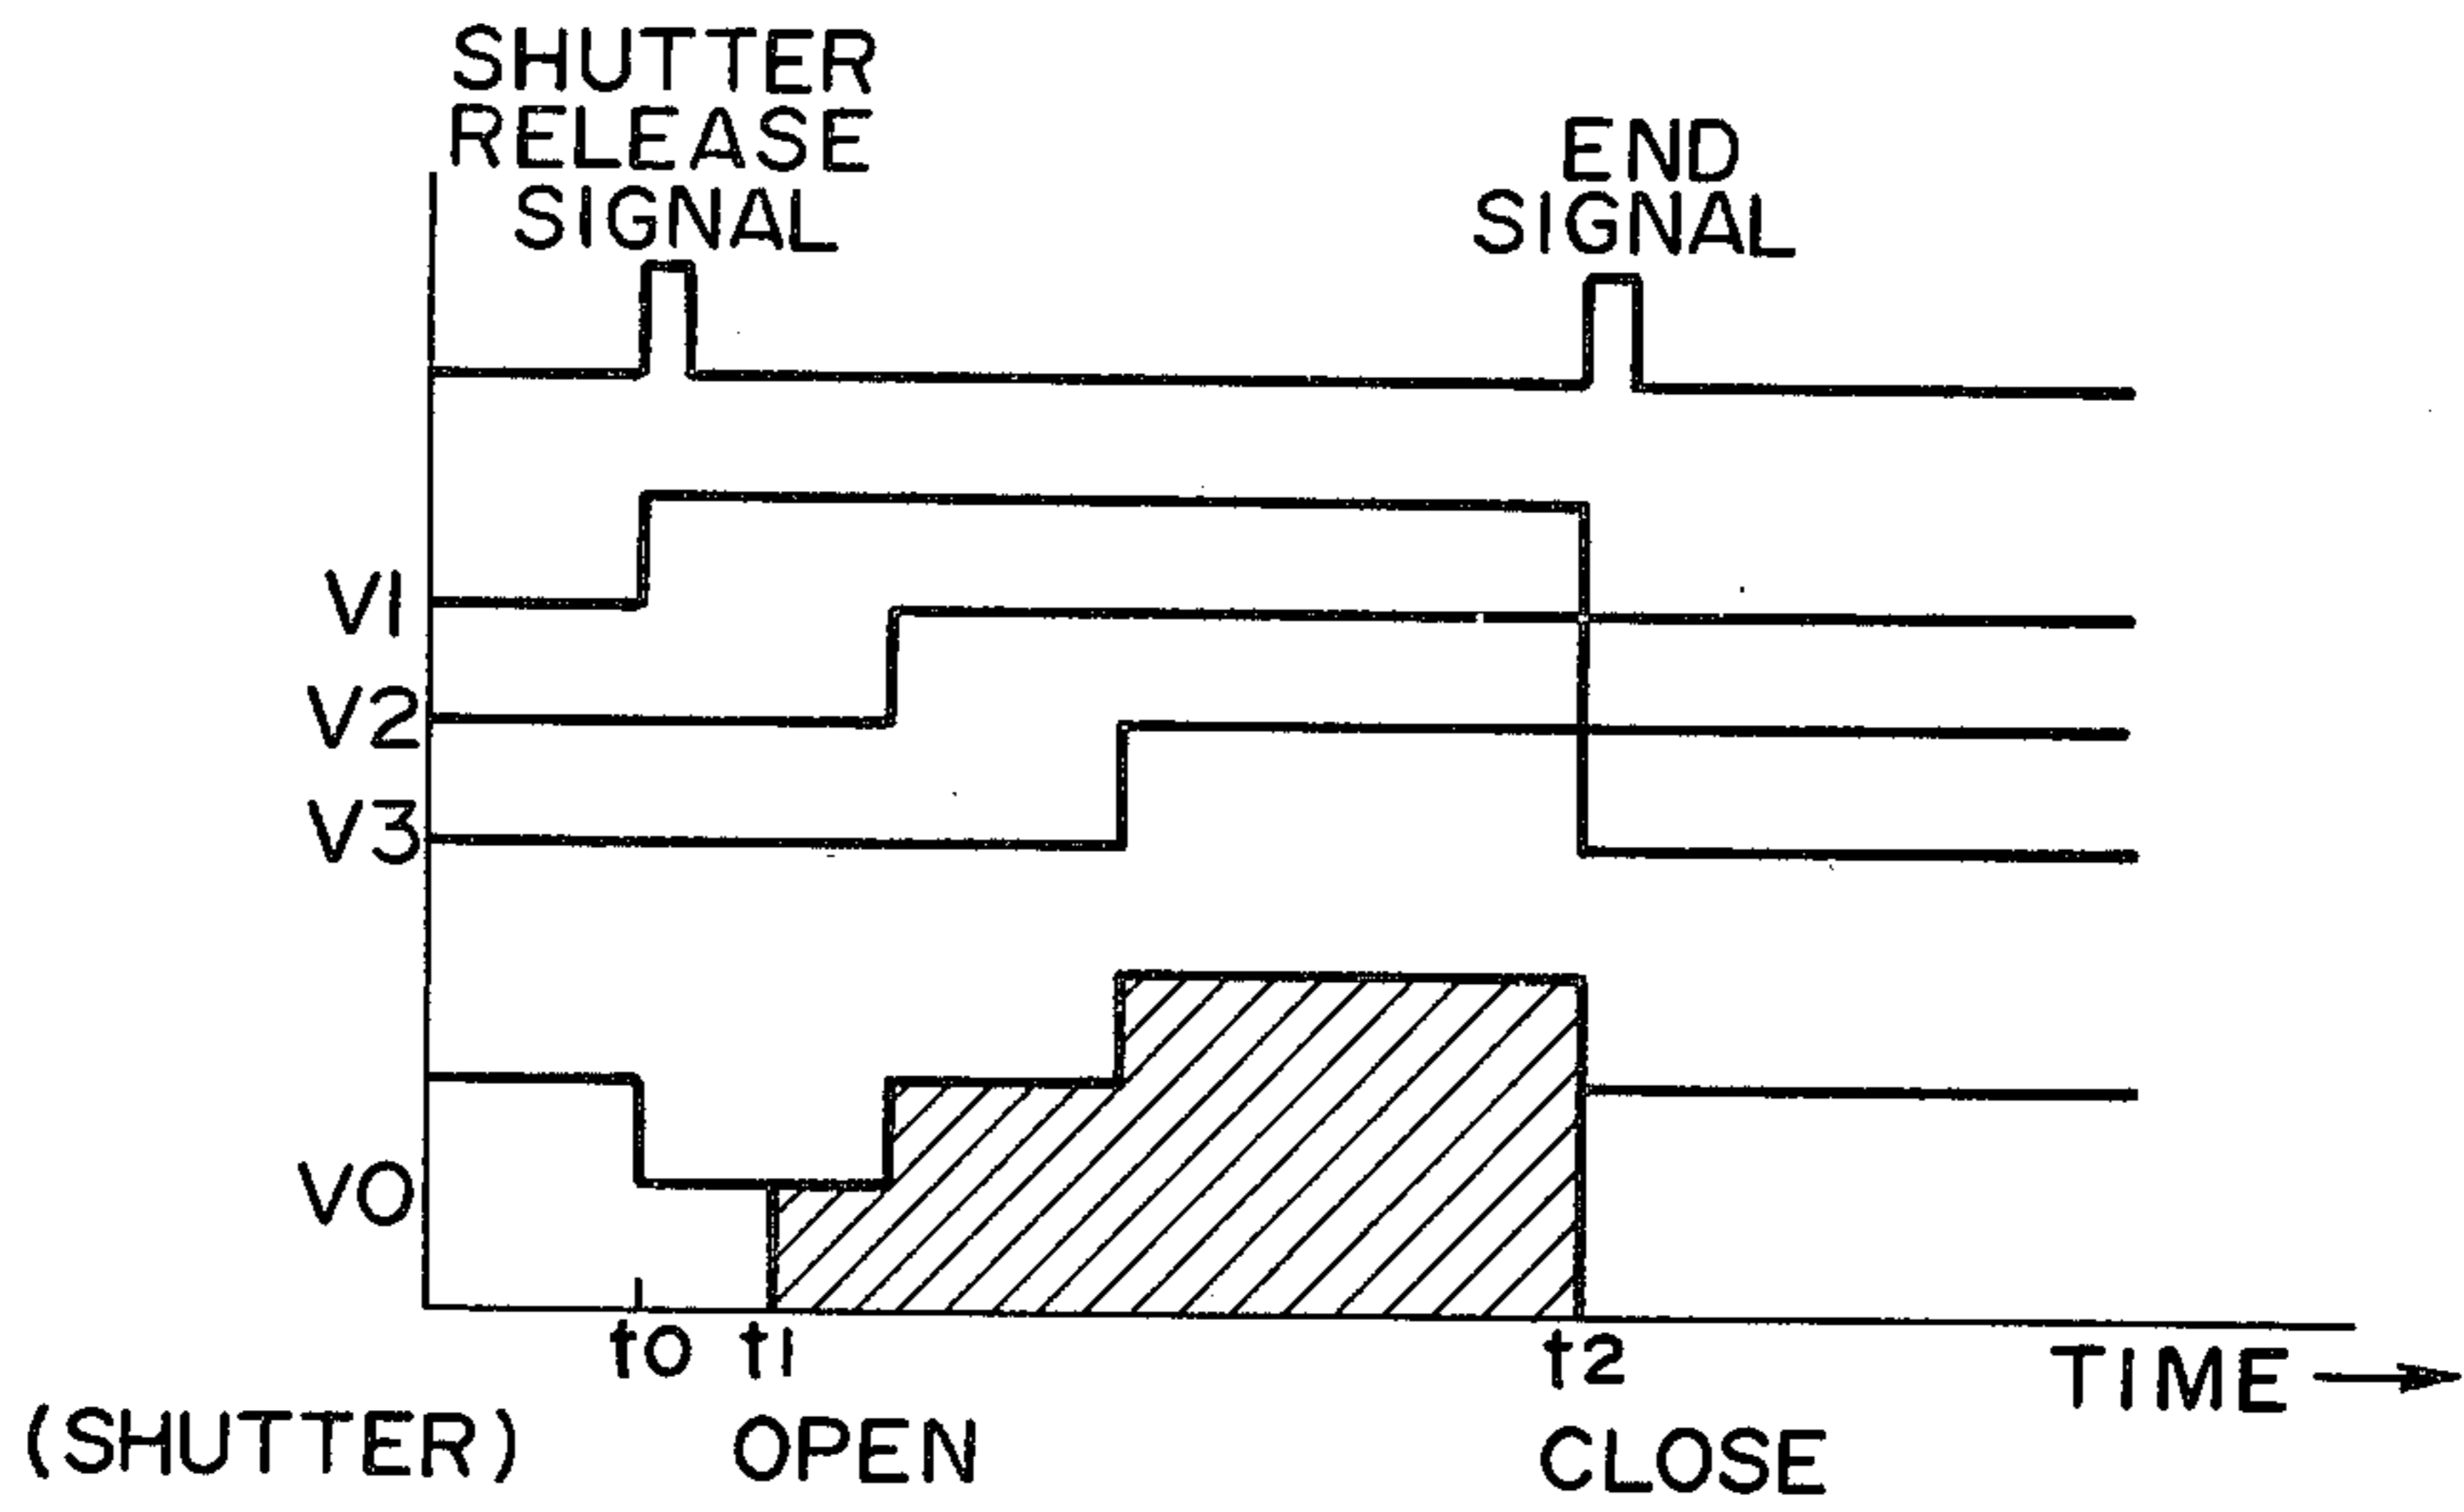 SHUTTER
RELEASE
SIGNAL
END
SIGNAL
V1
V2
V3
V0
t0 t1 t2
TIME
(SHUTTER) OPEN CLOSE